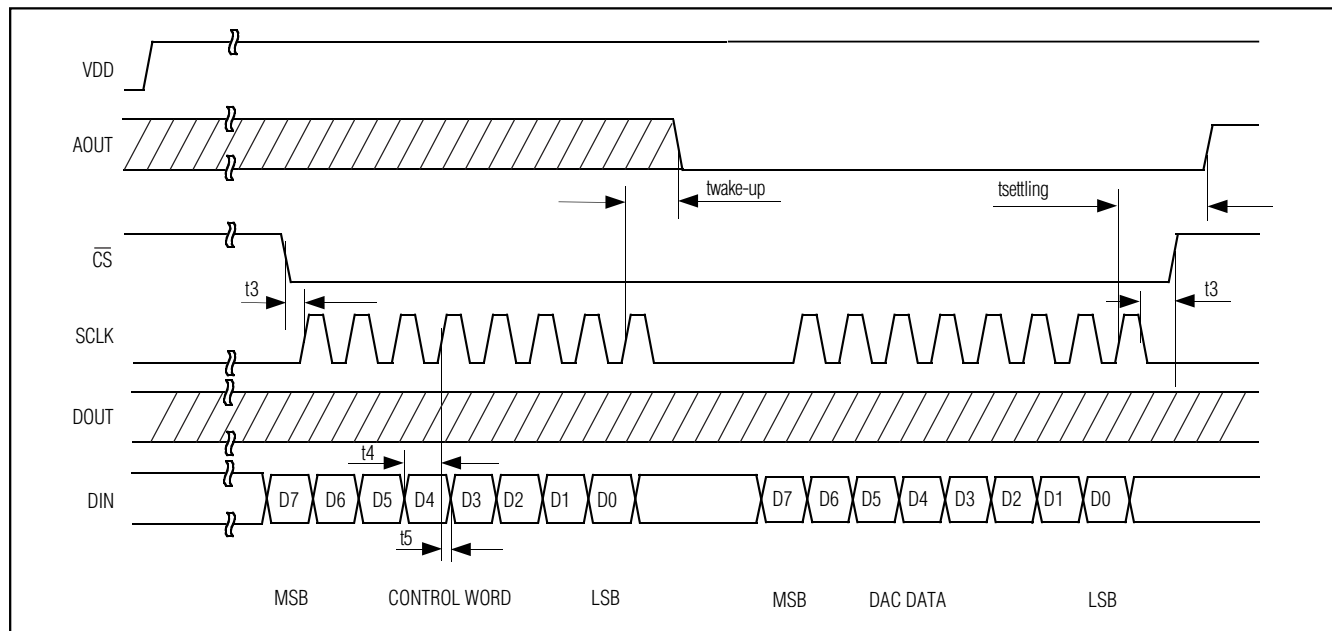 VDD
AOUT
twake-up
tsettling
CS
t3
t3
SCLK
DOUT
t4
DIN
D7 D6 D5 D4 D3 D2 D1 D0 D7 D6 D5 D4 D3 D2 D1 D0
t5
MSB CONTROL WORD LSB MSB DAC DATA LSB